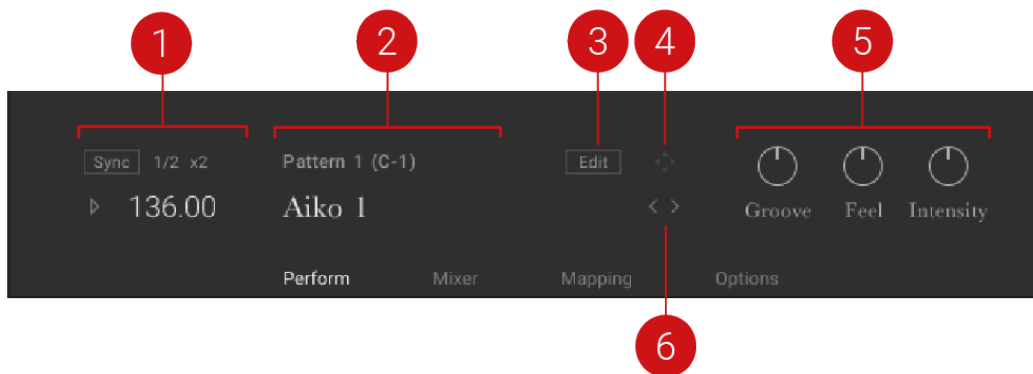 1 2 3 4 5
Sync 1/2 x2 Pattern 1 (C-1) Edit
136.00 Aiko 1
Groove Feel Intensity
Perform Mixer Mapping Options
6